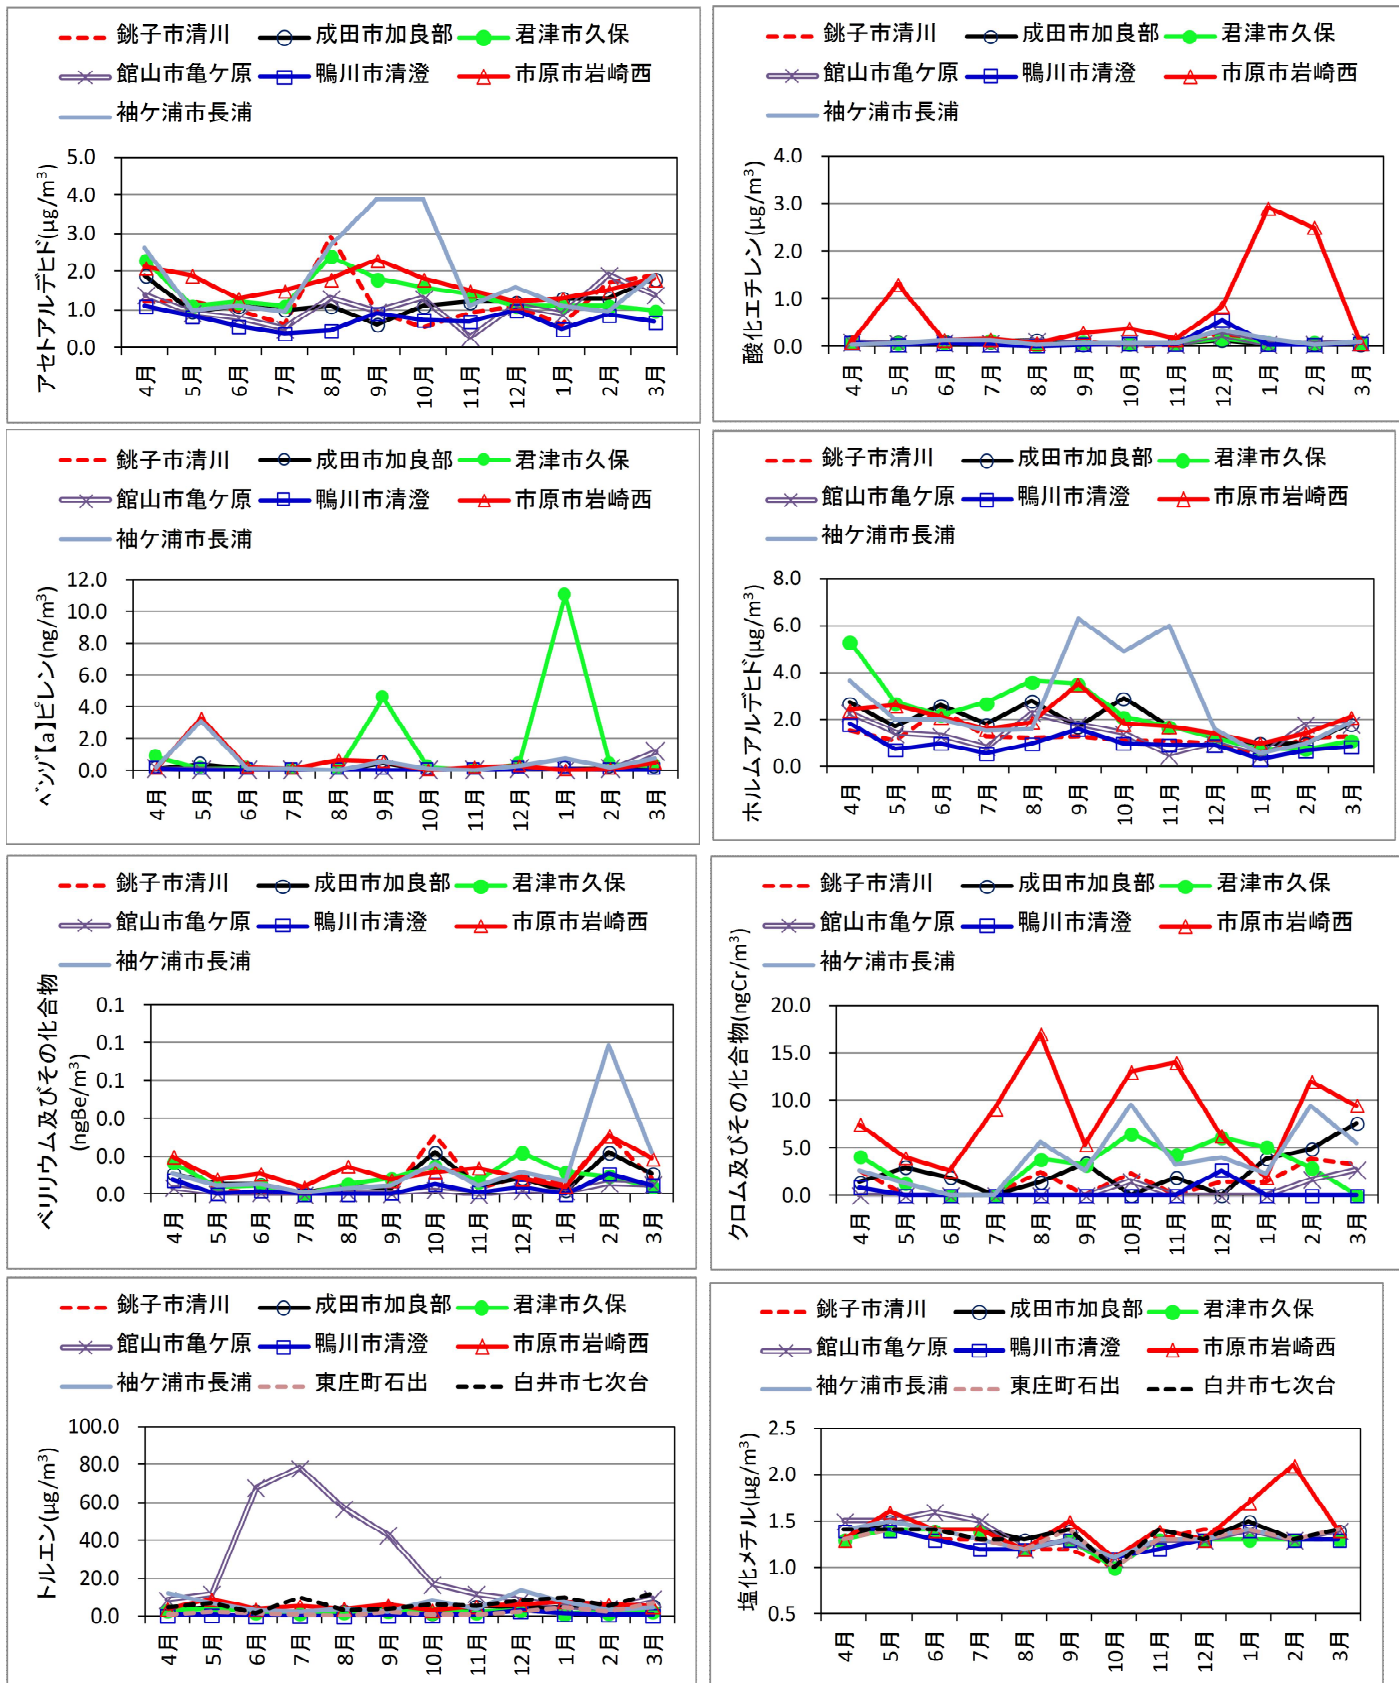 銚子市清川 成田市加良部 君津市久保
館山市亀ケ原 鴨川市清澄 市原市岩崎西
袖ケ浦市長浦
アセトアルデヒド(μg/m³)
5.0
4.0
3.0
2.0
1.0
0.0
4月 5月 6月 7月 8月 9月 10月 11月 12月 1月 2月 3月
銚子市清川 成田市加良部 君津市久保
館山市亀ケ原 鴨川市清澄 市原市岩崎西
袖ケ浦市長浦
酸化エチレン(μg/m³)
4.0
3.0
2.0
1.0
0.0
4月 5月 6月 7月 8月 9月 10月 11月 12月 1月 2月 3月
銚子市清川 成田市加良部 君津市久保
館山市亀ケ原 鴨川市清澄 市原市岩崎西
袖ケ浦市長浦
ベンゾ【a】ピレン(ng/m³)
12.0
10.0
8.0
6.0
4.0
2.0
0.0
4月 5月 6月 7月 8月 9月 10月 11月 12月 1月 2月 3月
銚子市清川 成田市加良部 君津市久保
館山市亀ケ原 鴨川市清澄 市原市岩崎西
袖ケ浦市長浦
ホルムアルデヒド(μg/m³)
8.0
6.0
4.0
2.0
0.0
4月 5月 6月 7月 8月 9月 10月 11月 12月 1月 2月 3月
銚子市清川 成田市加良部 君津市久保
館山市亀ケ原 鴨川市清澄 市原市岩崎西
袖ケ浦市長浦
ベリリウム及びその化合物
(ngBe/m³)
0.1
0.1
0.1
0.0
0.0
0.0
4月 5月 6月 7月 8月 9月 10月 11月 12月 1月 2月 3月
銚子市清川 成田市加良部 君津市久保
館山市亀ケ原 鴨川市清澄 市原市岩崎西
袖ケ浦市長浦
クロム及びその化合物(ngCr/m³)
20.0
15.0
10.0
5.0
0.0
4月 5月 6月 7月 8月 9月 10月 11月 12月 1月 2月 3月
銚子市清川 成田市加良部 君津市久保
館山市亀ケ原 鴨川市清澄 市原市岩崎西
袖ケ浦市長浦 東庄町石出 白井市七次台
トルエン(μg/m³)
100.0
80.0
60.0
40.0
20.0
0.0
4月 5月 6月 7月 8月 9月 10月 11月 12月 1月 2月 3月
銚子市清川 成田市加良部 君津市久保
館山市亀ケ原 鴨川市清澄 市原市岩崎西
袖ケ浦市長浦 東庄町石出 白井市七次台
塩化メチル(μg/m³)
2.5
2.0
1.5
1.0
0.5
4月 5月 6月 7月 8月 9月 10月 11月 12月 1月 2月 3月